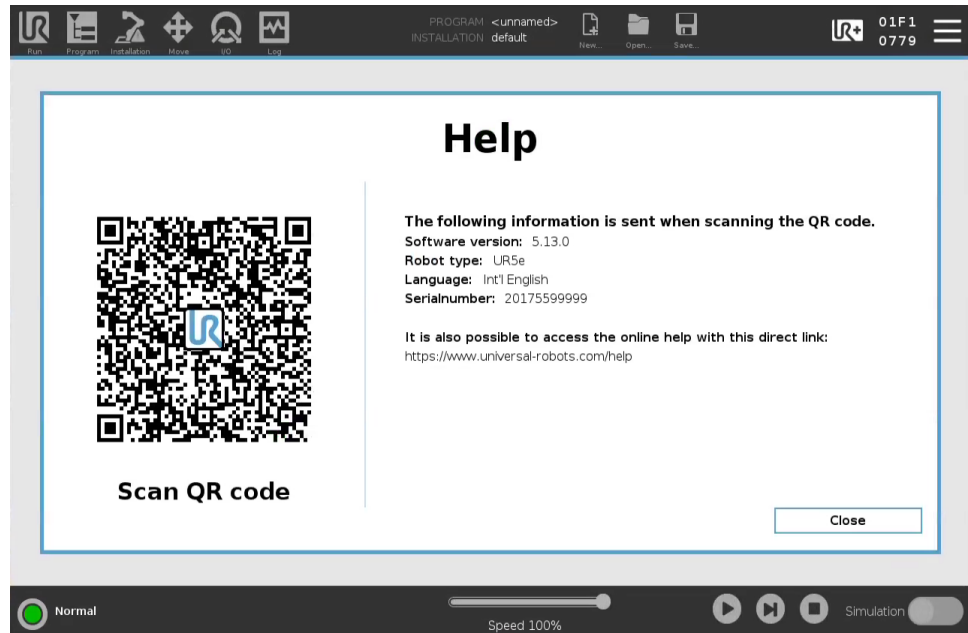 PROGRAM <unnamed>
INSTALLATION default
Run Program Installation Move I/O Log
New... Open... Save...
UR+
01F1
0779
Help
UR
Scan QR code
The following information is sent when scanning the QR code.
Software version: 5.13.0
Robot type: UR5e
Language: Int'l English
Serialnumber: 20175599999
It is also possible to access the online help with this direct link:
https://www.universal-robots.com/help
Close
Normal
Speed 100%
Simulation